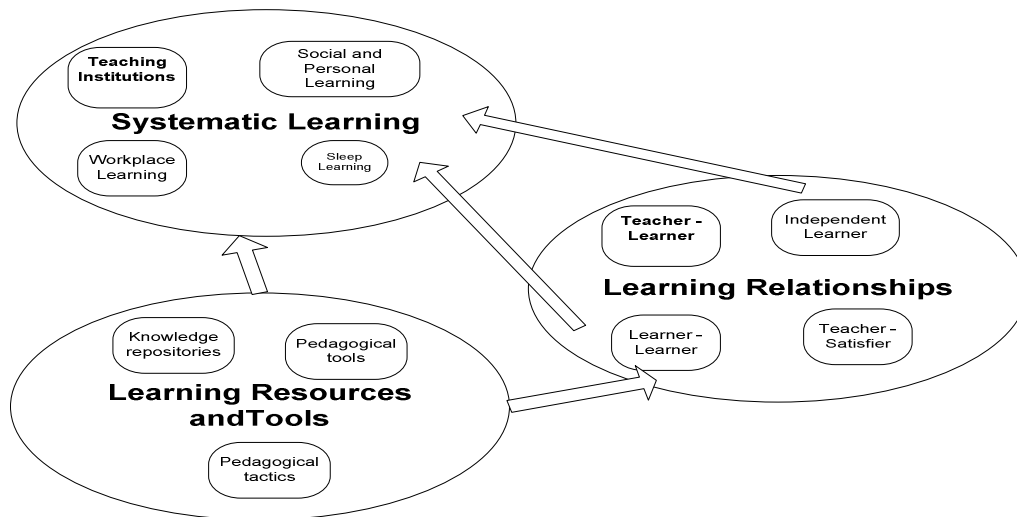 Teaching
Institutions
Social and
Personal
Learning
Systematic Learning
Workplace
Learning
Sleep
Learning
Teacher -
Learner
Independent
Learner
Learning Relationships
Learner -
Learner
Teacher -
Satisfier
Knowledge
repositories
Pedagogical
tools
Learning Resources
andTools
Pedagogical
tactics